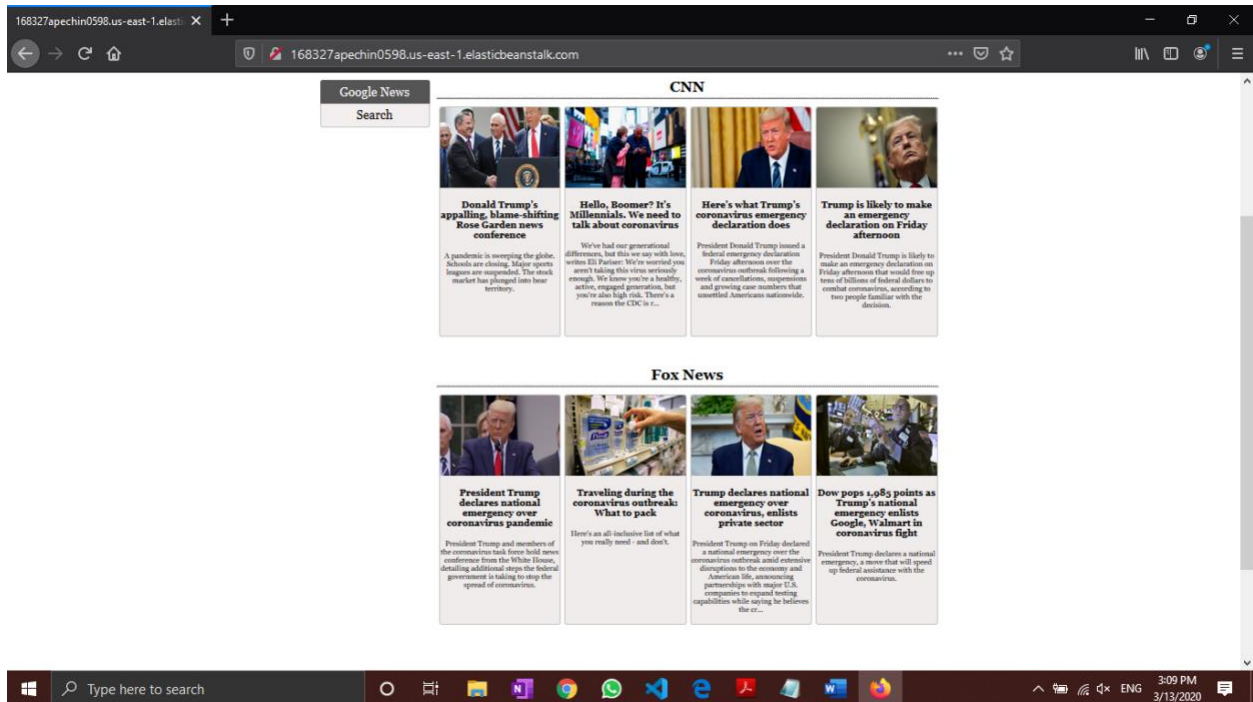 168327apechin0598.us-east-1.elasti
168327apechin0598.us-east-1.elasticbeanstalk.com
Google News
Search
CNN
Donald Trump's
appalling, blame-shifting
Rose Garden news
conference
A pandemic is sweeping the globe.
Schools are closing. Major sports
leagues are suspended. The stock
market has plunged into bear
territory.
Hello, Boomer? It's
Millennials. We need to
talk about coronavirus
We've had our generational
differences, but this we say with love,
writes Eli Pariser: We're worried you
aren't taking this virus seriously
enough. We know you're a healthy,
active, engaged generation, but
you're also high risk. There's a
reason the CDC is r...
Here's what Trump's
coronavirus emergency
declaration does
President Donald Trump issued a
federal emergency declaration
Friday afternoon over the
coronavirus outbreak following a
week of cancellations, suspensions
and growing case numbers that
unsettled Americans nationwide.
Trump is likely to make
an emergency
declaration on Friday
afternoon
President Donald Trump is likely to
make an emergency declaration on
Friday afternoon that would free up
tens of billions of federal dollars to
combat coronavirus, according to
two people familiar with the
decision.
Fox News
President Trump
declares national
emergency over
coronavirus pandemic
President Trump and members of
the coronavirus task force hold news
conference from the White House,
detailing additional steps the federal
government is taking to stop the
spread of coronavirus.
Traveling during the
coronavirus outbreak:
What to pack
Here's an all-inclusive list of what
you really need - and don't.
Trump declares national
emergency over
coronavirus, enlists
private sector
President Trump on Friday declared
a national emergency over the
coronavirus outbreak amid extensive
disruptions to the economy and
American life, announcing
partnerships with major U.S.
companies to expand testing
capabilities while saying he believes
the cr...
Dow pops 1,985 points as
Trump's national
emergency enlists
Google, Walmart in
coronavirus fight
President Trump declares a national
emergency, a move that will speed
up federal assistance with the
coronavirus.
Type here to search
ENG
3:09 PM
3/13/2020